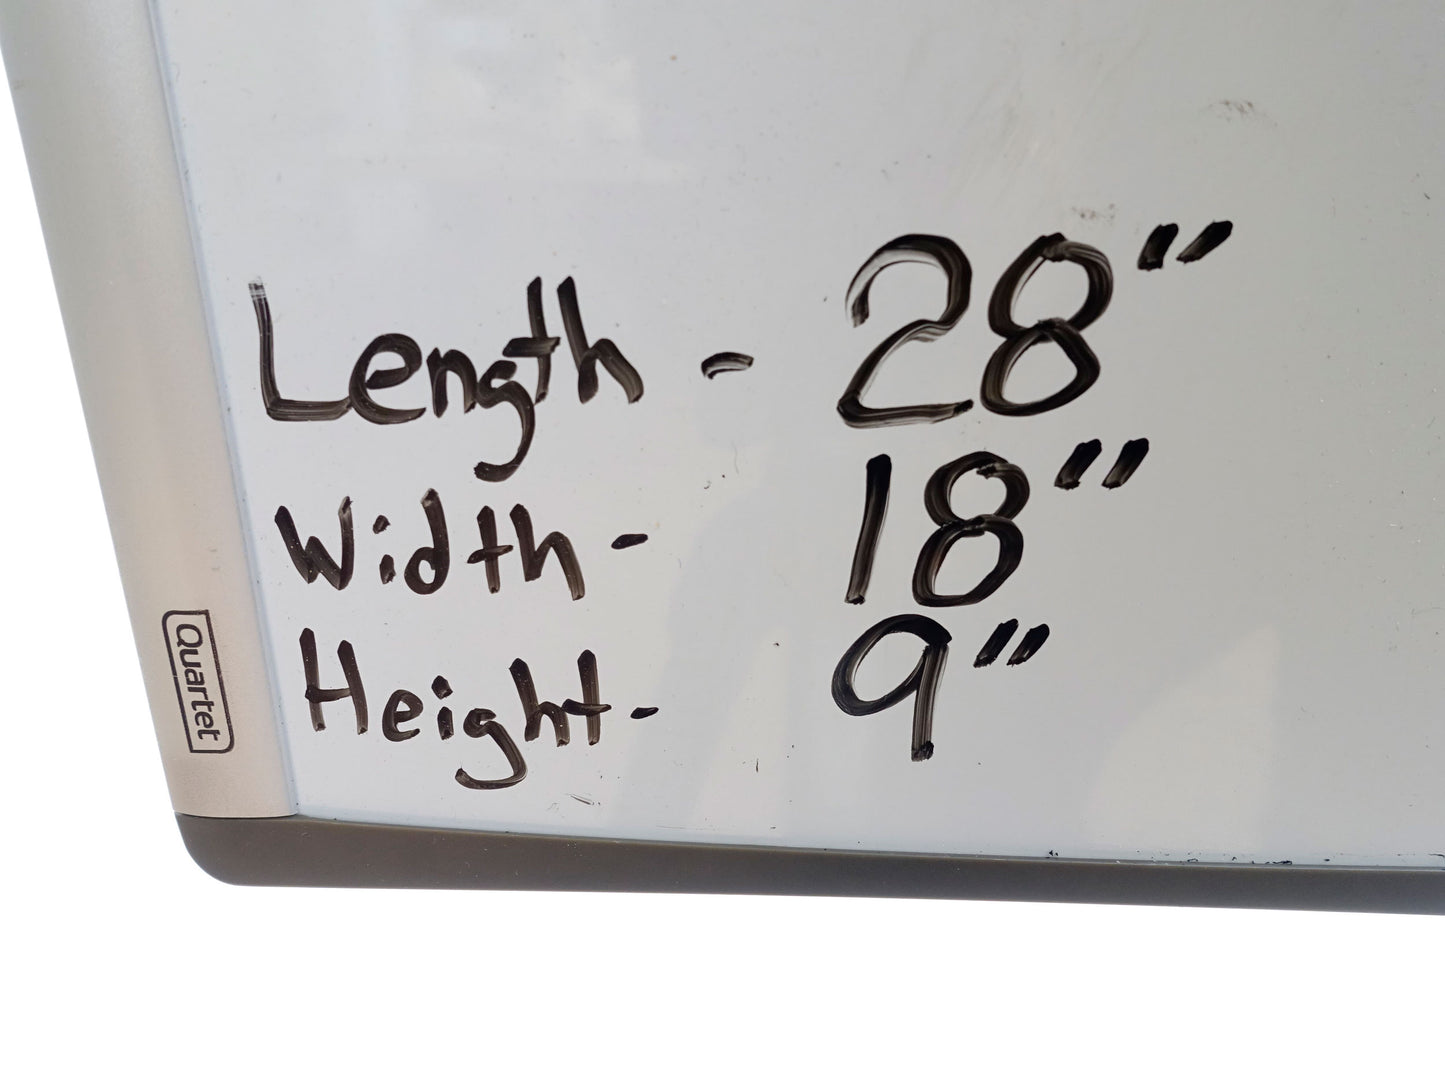 Length - 28"
Width - 18"
Height - 9"
Quartet